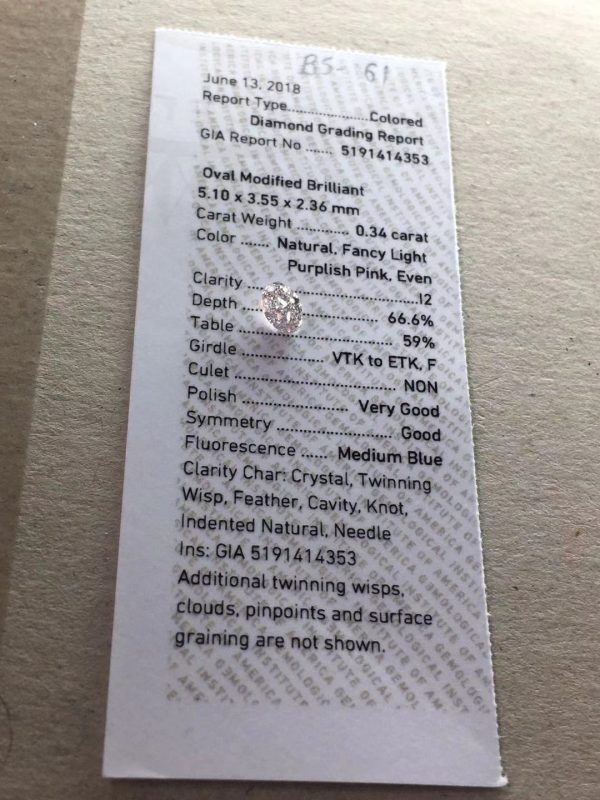 BS- 61
June 13, 2018
Report Type....................Colored
Diamond Grading Report
GIA Report No ....... 5191414353
Oval Modified Brilliant
5.10 x 3.55 x 2.36 mm
Carat Weight ............ 0.34 carat
Color ....... Natural, Fancy Light
Purplish Pink, Even
Clarity ........................................I2
Depth ................................ 66.6%
Table ................................... 59%
Girdle .................. VTK to ETK, F
Culet .................................. NON
Polish .......................... Very Good
Symmetry ........................... Good
Fluorescence ...... Medium Blue
Clarity Char: Crystal, Twinning
Wisp, Feather, Cavity, Knot,
Indented Natural, Needle
Ins: GIA 5191414353
Additional twinning wisps,
clouds, pinpoints and surface
graining are not shown.